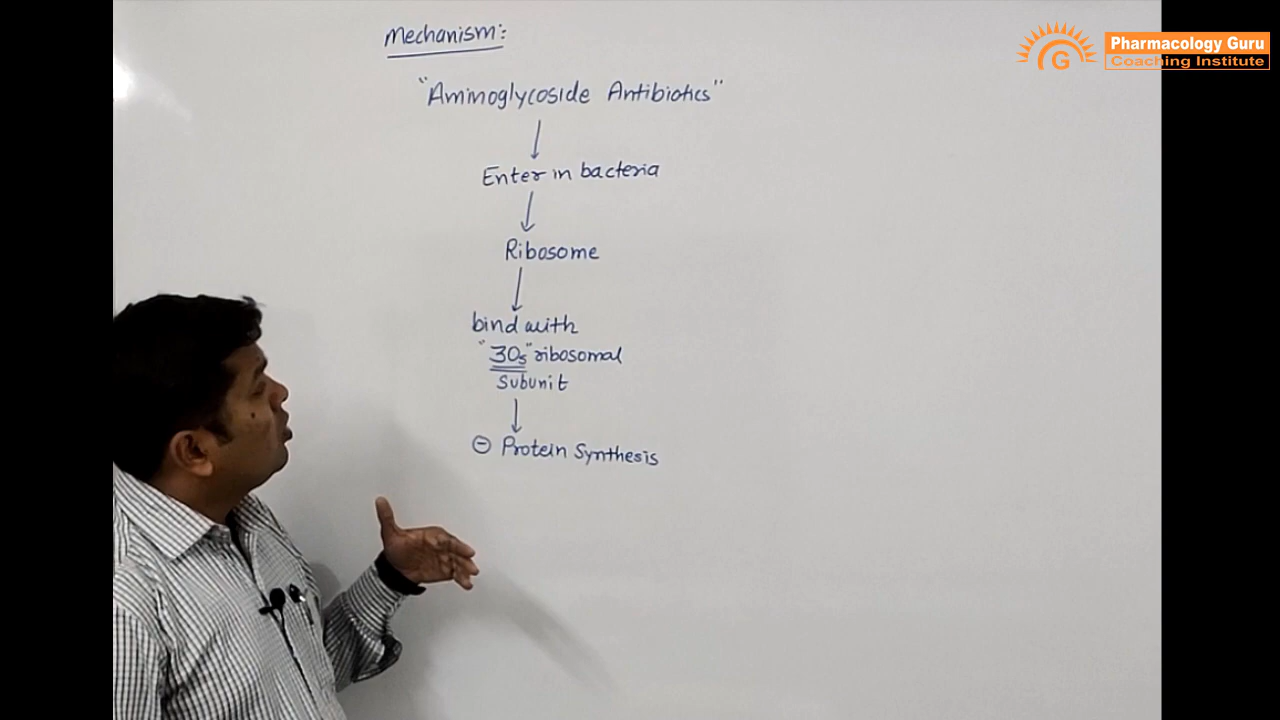 Mechanism:
"Aminoglycoside Antibiotics"
↓
Enter in bacteria
↓
Ribosome
↓
bind with
"30s" ribosomal
subunit
↓
⊖ Protein Synthesis
G
Pharmacology Guru
Coaching Institute